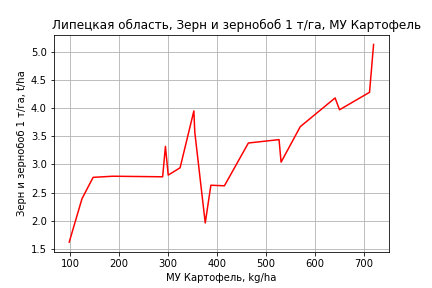 Липецкая область, Зерн и зернобоб 1 т/га, МУ Картофель
5.0
4.5
4.0
3.5
3.0
2.5
2.0
1.5
Зерн и зернобоб 1 т/га, t/ha
100 200 300 400 500 600 700
МУ Картофель, kg/ha